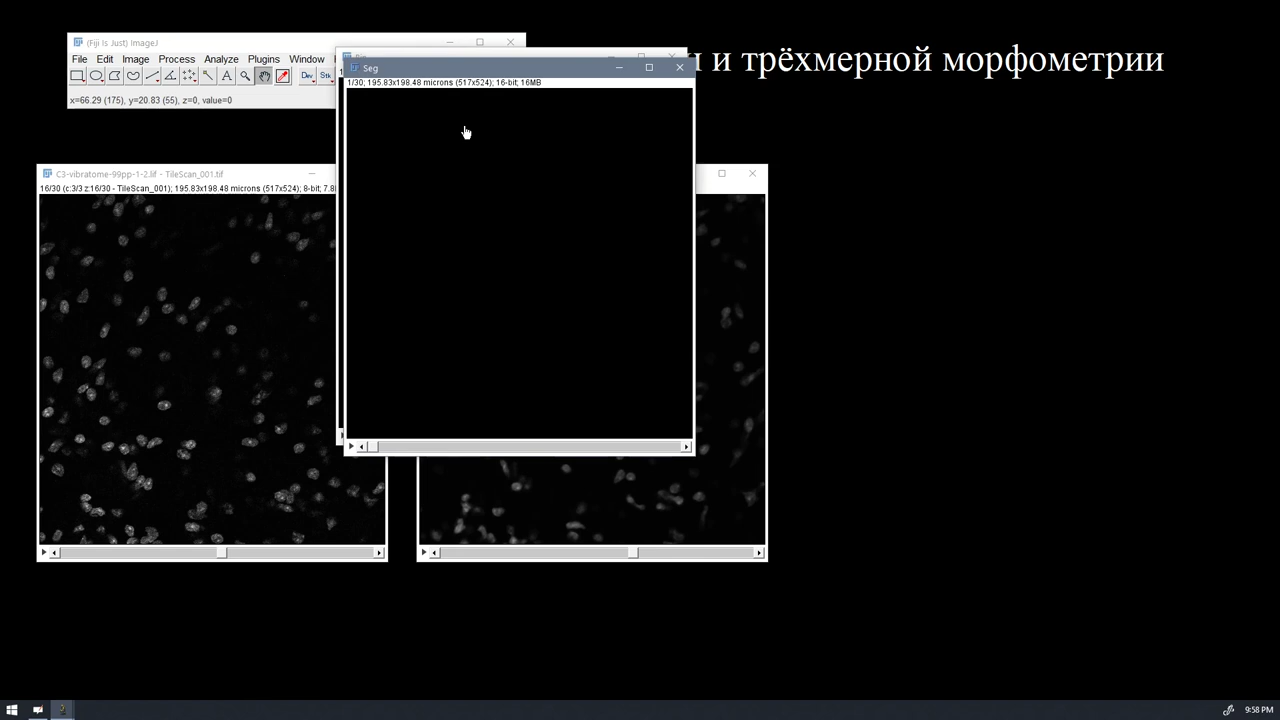 (Fiji Is Just) ImageJ
и трёхмерной морфометрии
File Edit Image Process Analyze Plugins Window
Dev Stk
x=66.29 (175), y=20.83 (55), z=0, value=0
Seg
1/30; 195.83x198.48 microns (517x524); 16-bit; 16MB
C3-vibratome-99pp-1-2.lif - TileScan_001.tif
16/30 (c:3/3 z:16/30 - TileScan_001); 195.83x198.48 microns (517x524); 8-bit; 7.8
9:58 PM